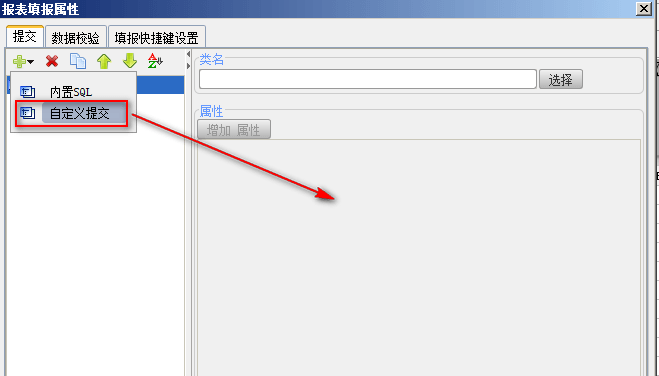 报表填报属性
提交 数据校验 填报快捷键设置
类名
选择
内置SQL
自定义提交
属性
增加 属性